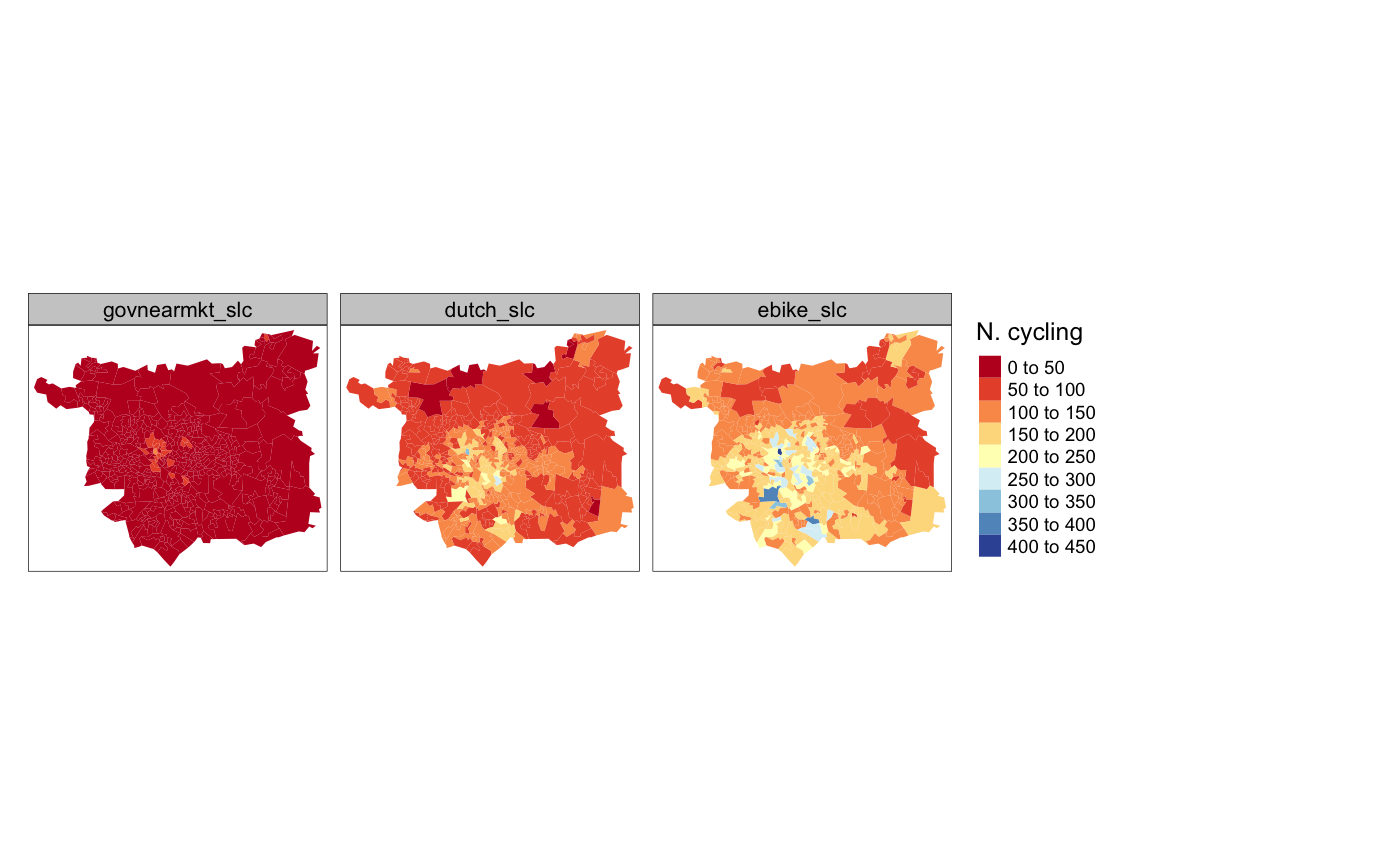 govnearmkt_slc
dutch_slc
ebike_slc
N. cycling
0 to 50
50 to 100
100 to 150
150 to 200
200 to 250
250 to 300
300 to 350
350 to 400
400 to 450